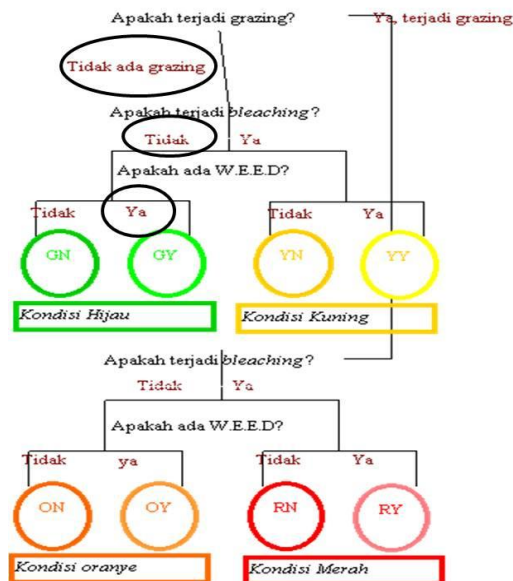 Apakah terjadi grazing? Ya, terjadi grazing
Tidak ada grazing
Apakah terjadi bleaching?
Tidak Ya
Apakah ada W.E.E.D?
Tidak Ya Tidak Ya
GN GY YN YY
Kondisi Hijau Kondisi Kuning
Apakah terjadi bleaching?
Tidak Ya
Apakah ada W.E.E.D?
Tidak ya Tidak Ya
ON OY RN RY
Kondisi oranye Kondisi Merah